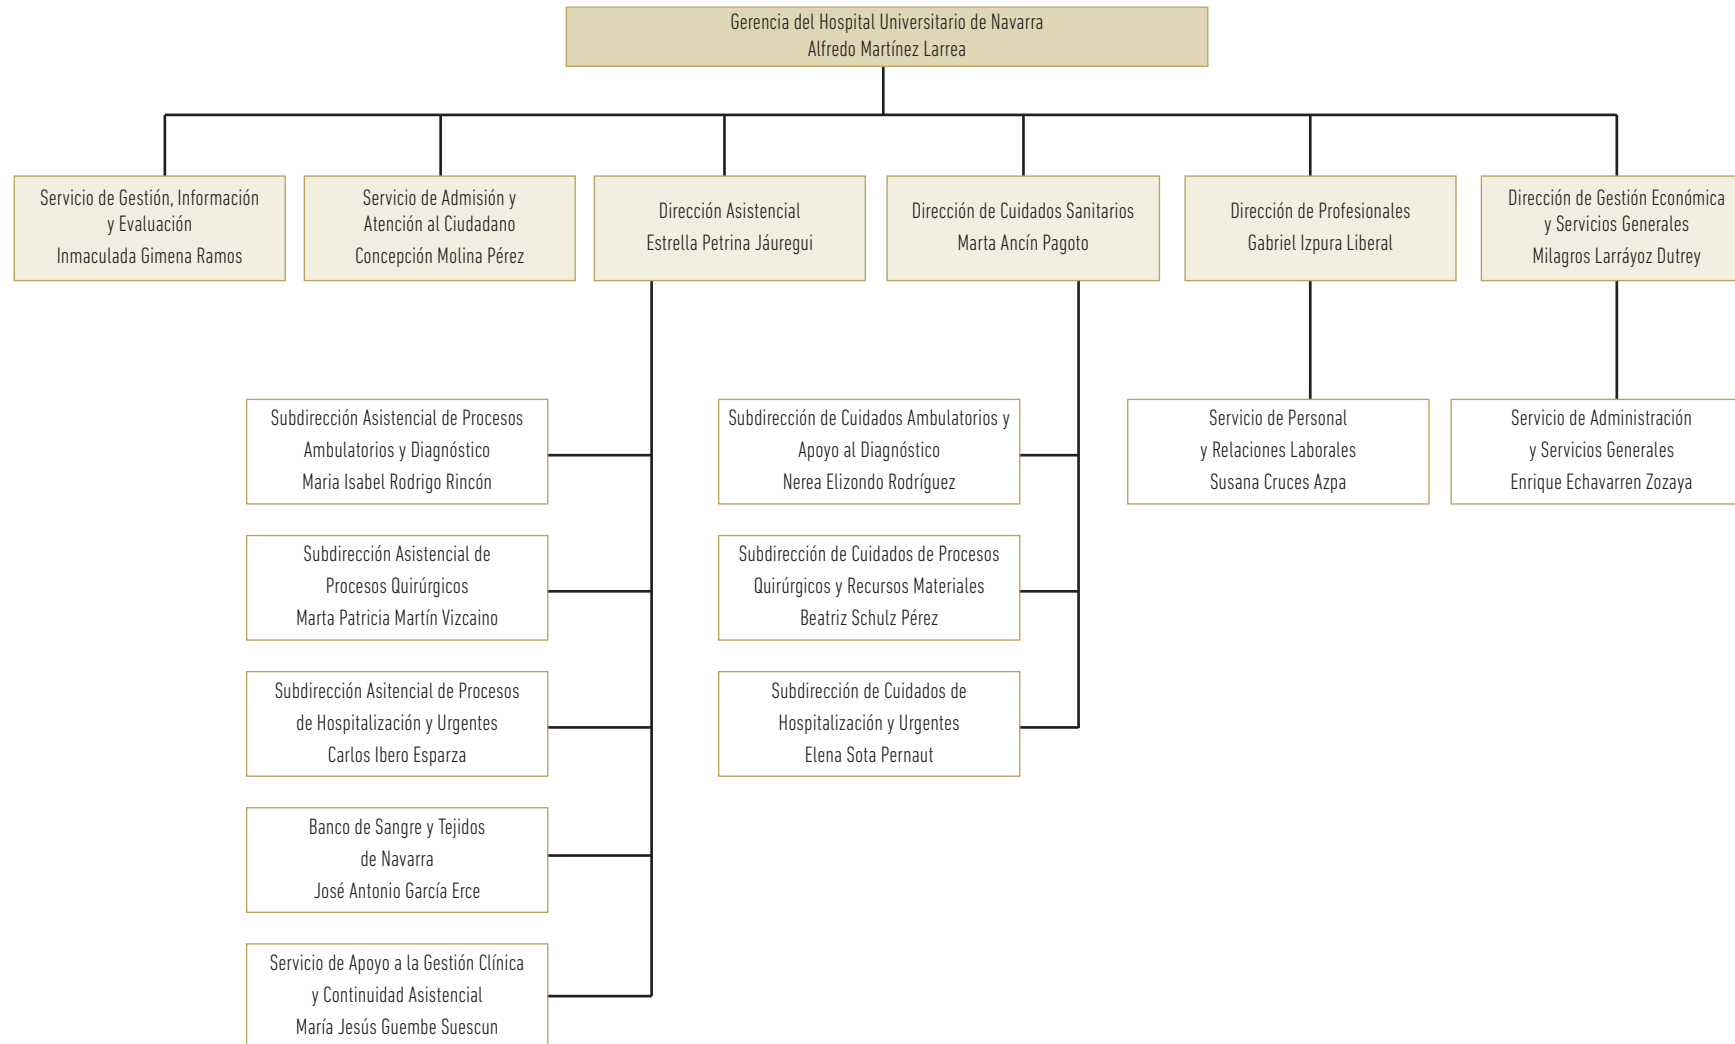 Gerencia del Hospital Universitario de Navarra
Alfredo Martínez Larrea
Servicio de Gestión, Información
y Evaluación
Inmaculada Gimena Ramos
Servicio de Admisión y
Atención al Ciudadano
Concepción Molina Pérez
Dirección Asistencial
Estrella Petrina Jáuregui
Dirección de Cuidados Sanitarios
Marta Ancín Pagoto
Dirección de Profesionales
Gabriel Izpura Liberal
Dirección de Gestión Económica
y Servicios Generales
Milagros Larráyoz Dutrey
Subdirección Asistencial de Procesos
Ambulatorios y Diagnóstico
Maria Isabel Rodrigo Rincón
Subdirección de Cuidados Ambulatorios y
Apoyo al Diagnóstico
Nerea Elizondo Rodríguez
Servicio de Personal
y Relaciones Laborales
Susana Cruces Azpa
Servicio de Administración
y Servicios Generales
Enrique Echavarren Zozaya
Subdirección Asistencial de
Procesos Quirúrgicos
Marta Patricia Martín Vizcaino
Subdirección de Cuidados de Procesos
Quirúrgicos y Recursos Materiales
Beatriz Schulz Pérez
Subdirección Asitencial de Procesos
de Hospitalización y Urgentes
Carlos Ibero Esparza
Subdirección de Cuidados de
Hospitalización y Urgentes
Elena Sota Pernaut
Banco de Sangre y Tejidos
de Navarra
José Antonio García Erce
Servicio de Apoyo a la Gestión Clínica
y Continuidad Asistencial
María Jesús Guembe Suescun